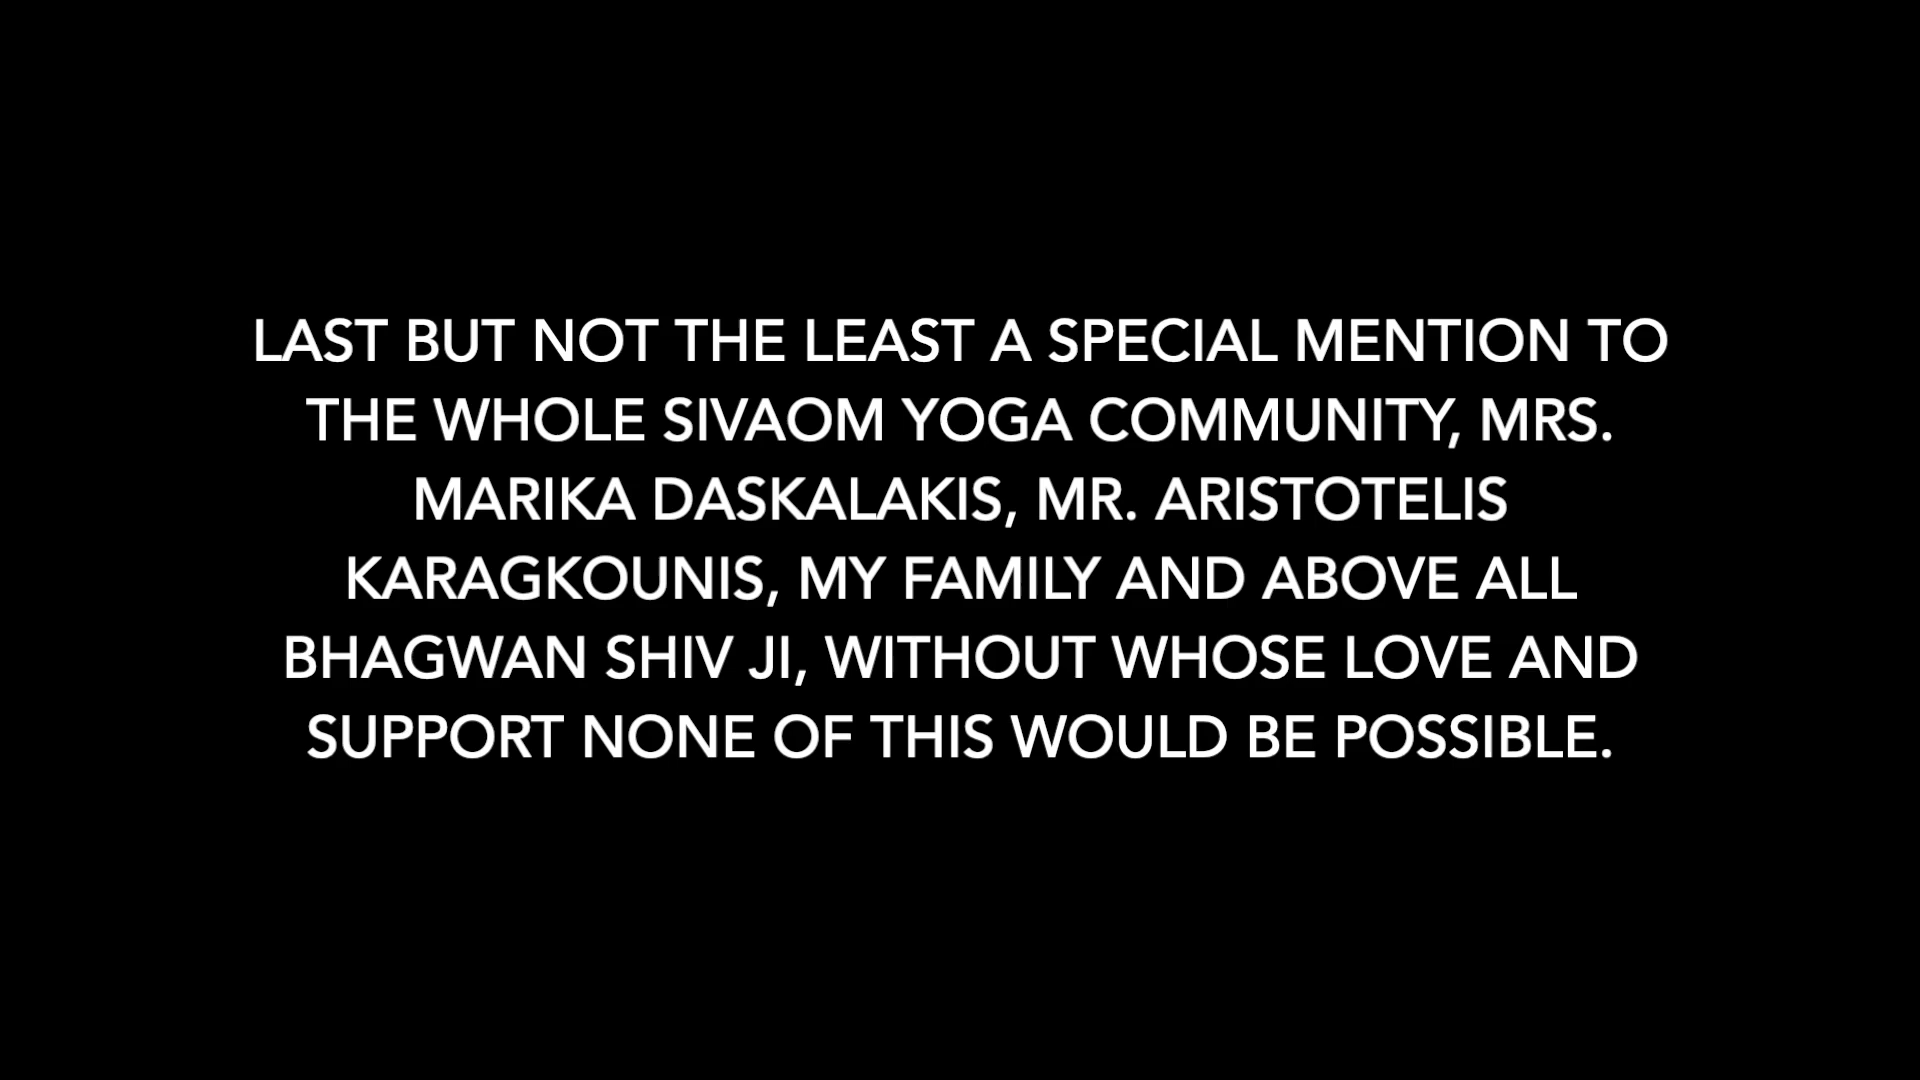 LAST BUT NOT THE LEAST A SPECIAL MENTION TO
THE WHOLE SIVAOM YOGA COMMUNITY, MRS.
MARIKA DASKALAKIS, MR. ARISTOTELIS
KARAGKOUNIS, MY FAMILY AND ABOVE ALL
BHAGWAN SHIV JI, WITHOUT WHOSE LOVE AND
SUPPORT NONE OF THIS WOULD BE POSSIBLE.